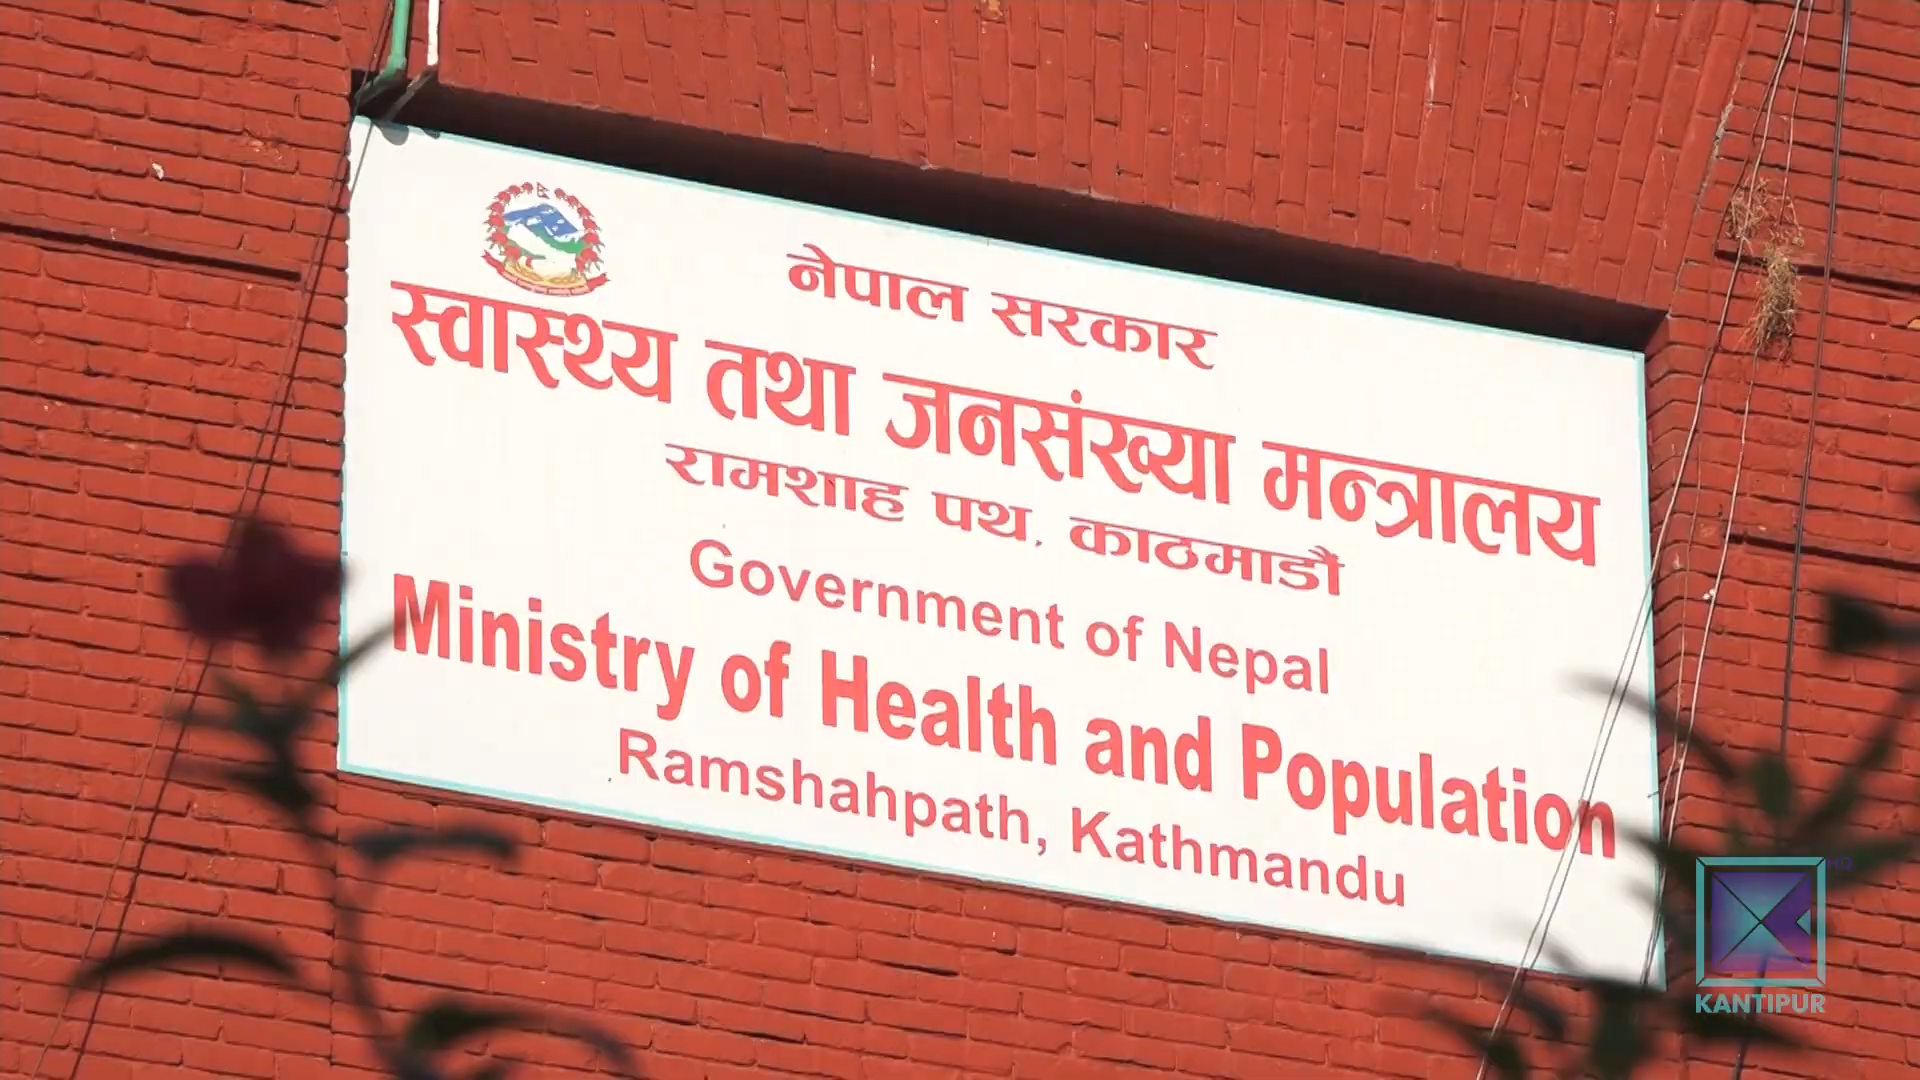 नेपाल सरकार
स्वास्थ्य तथा जनसंख्या मन्त्रालय
रामशाह पथ, काठमाडौं
Government of Nepal
Ministry of Health and Population
Ramshahpath, Kathmandu
HD
KANTIPUR